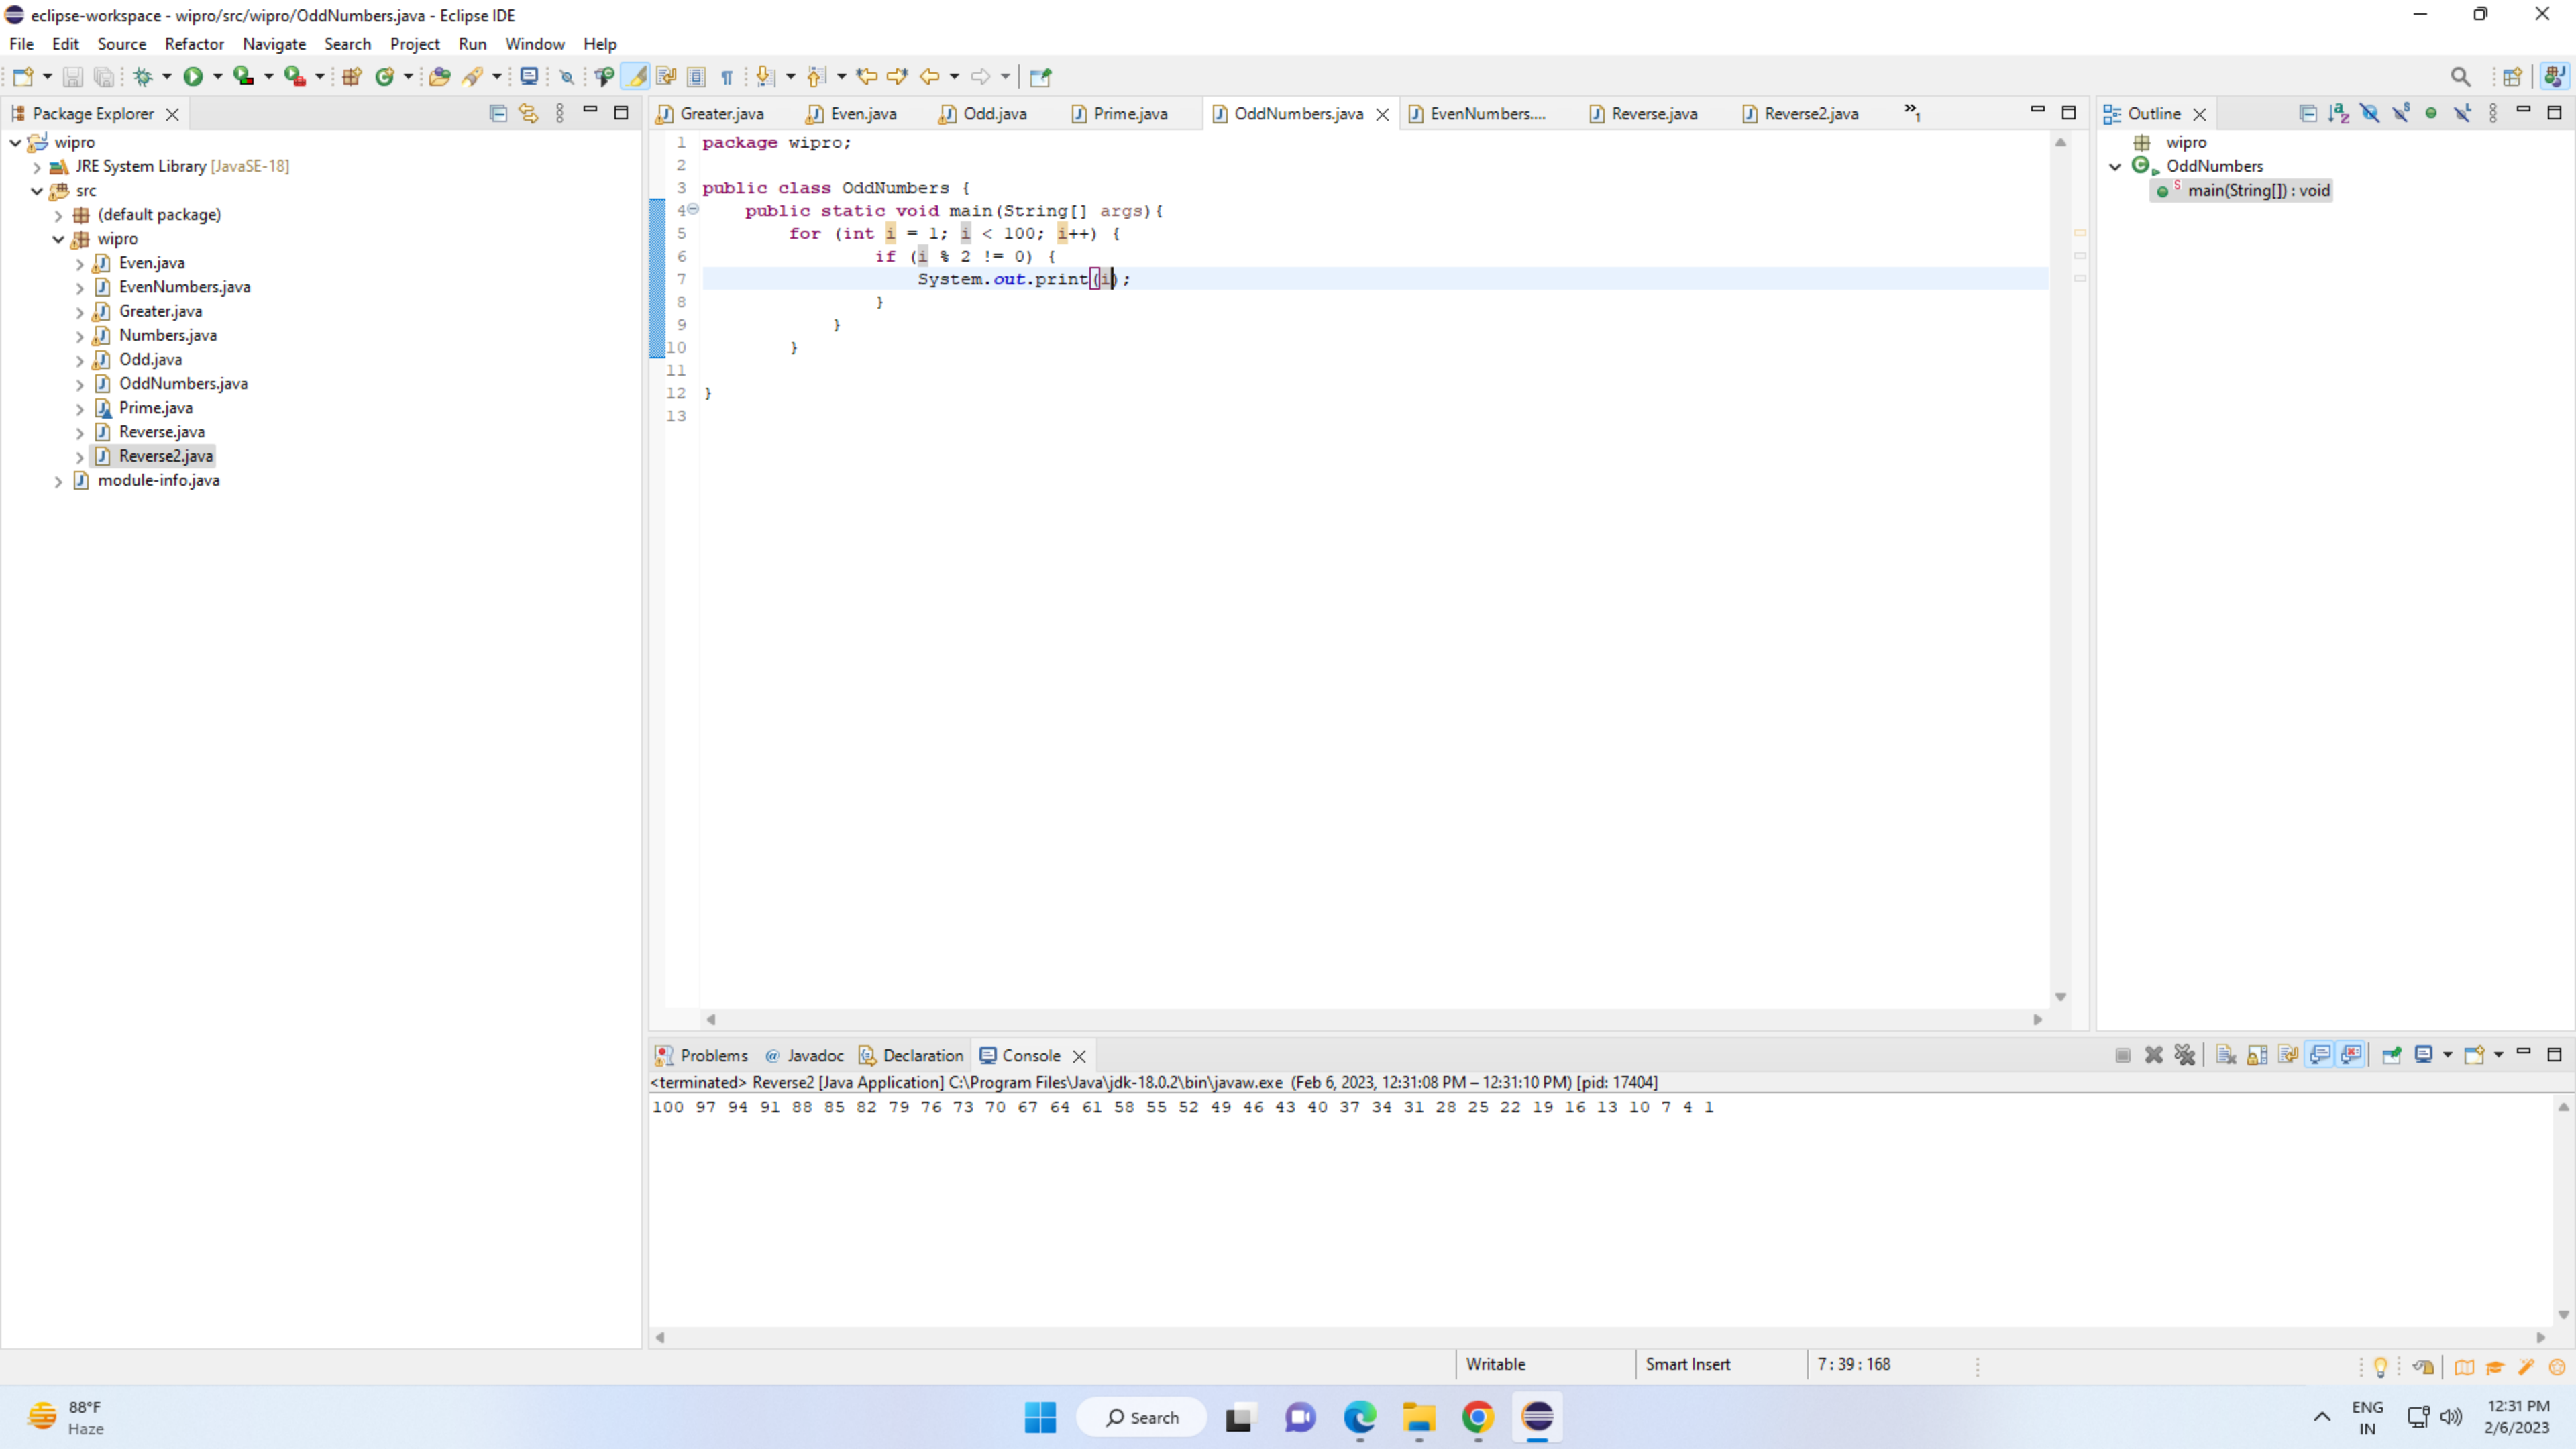 eclipse-workspace - wipro/src/wipro/OddNumbers.java - Eclipse IDE
File Edit Source Refactor Navigate Search Project Run Window Help
Package Explorer
wipro
JRE System Library [JavaSE-18]
src
(default package)
wipro
Even.java
EvenNumbers.java
Greater.java
Numbers.java
Odd.java
OddNumbers.java
Prime.java
Reverse.java
Reverse2.java
module-info.java
Greater.java Even.java Odd.java Prime.java OddNumbers.java EvenNumbers.... Reverse.java Reverse2.java »1
1 package wipro;
2
3 public class OddNumbers {
4 public static void main(String[] args){
5 for (int i = 1; i < 100; i++) {
6 if (i % 2 != 0) {
7 System.out.print(i);
8 }
9 }
10 }
11
12 }
13
Outline
wipro
OddNumbers
main(String[]) : void
Problems @ Javadoc Declaration Console
<terminated> Reverse2 [Java Application] C:\Program Files\Java\jdk-18.0.2\bin\javaw.exe (Feb 6, 2023, 12:31:08 PM – 12:31:10 PM) [pid: 17404]
100 97 94 91 88 85 82 79 76 73 70 67 64 61 58 55 52 49 46 43 40 37 34 31 28 25 22 19 16 13 10 7 4 1
Writable Smart Insert 7 : 39 : 168
88°F
Haze
Search
ENG
IN
12:31 PM
2/6/2023